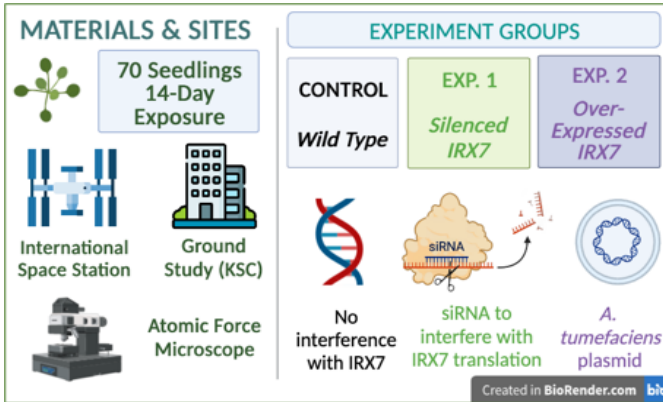 MATERIALS & SITES
70 Seedlings
14-Day
Exposure
International
Space Station
Ground
Study (KSC)
Atomic Force
Microscope
EXPERIMENT GROUPS
CONTROL
Wild Type
EXP. 1
Silenced
IRX7
EXP. 2
Over-
Expressed
IRX7
siRNA
No
interference
with IRX7
siRNA to
interfere with
IRX7 translation
A.
tumefaciens
plasmid
Created in BioRender.com
bio